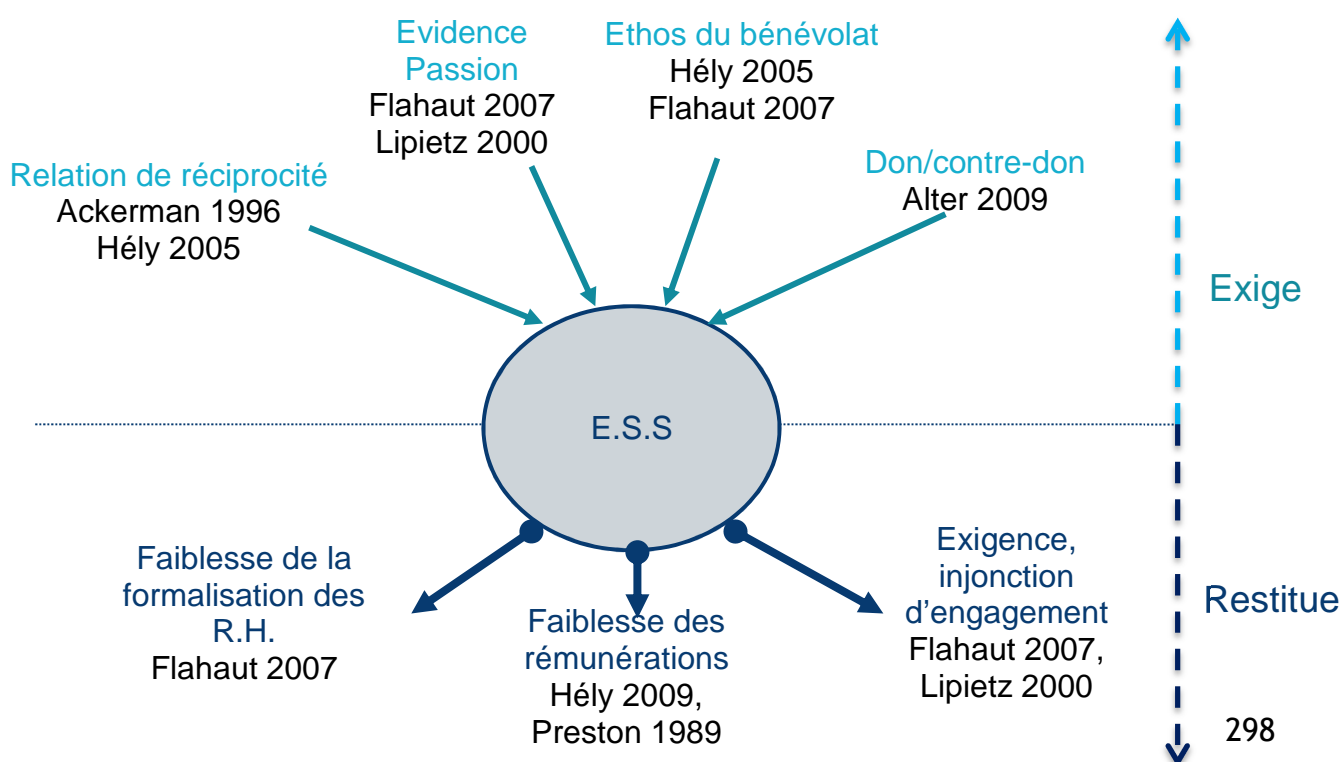 Evidence
Passion
Flahaut 2007
Lipietz 2000
Ethos du bénévolat
Hély 2005
Flahaut 2007
Relation de réciprocité
Ackerman 1996
Hély 2005
Don/contre-don
Alter 2009
Exige
E.S.S
Faiblesse de la
formalisation des
R.H.
Flahaut 2007
Faiblesse des
rémunérations
Hély 2009,
Preston 1989
Exigence,
injonction
d'engagement
Flahaut 2007,
Lipietz 2000
Restitue
298